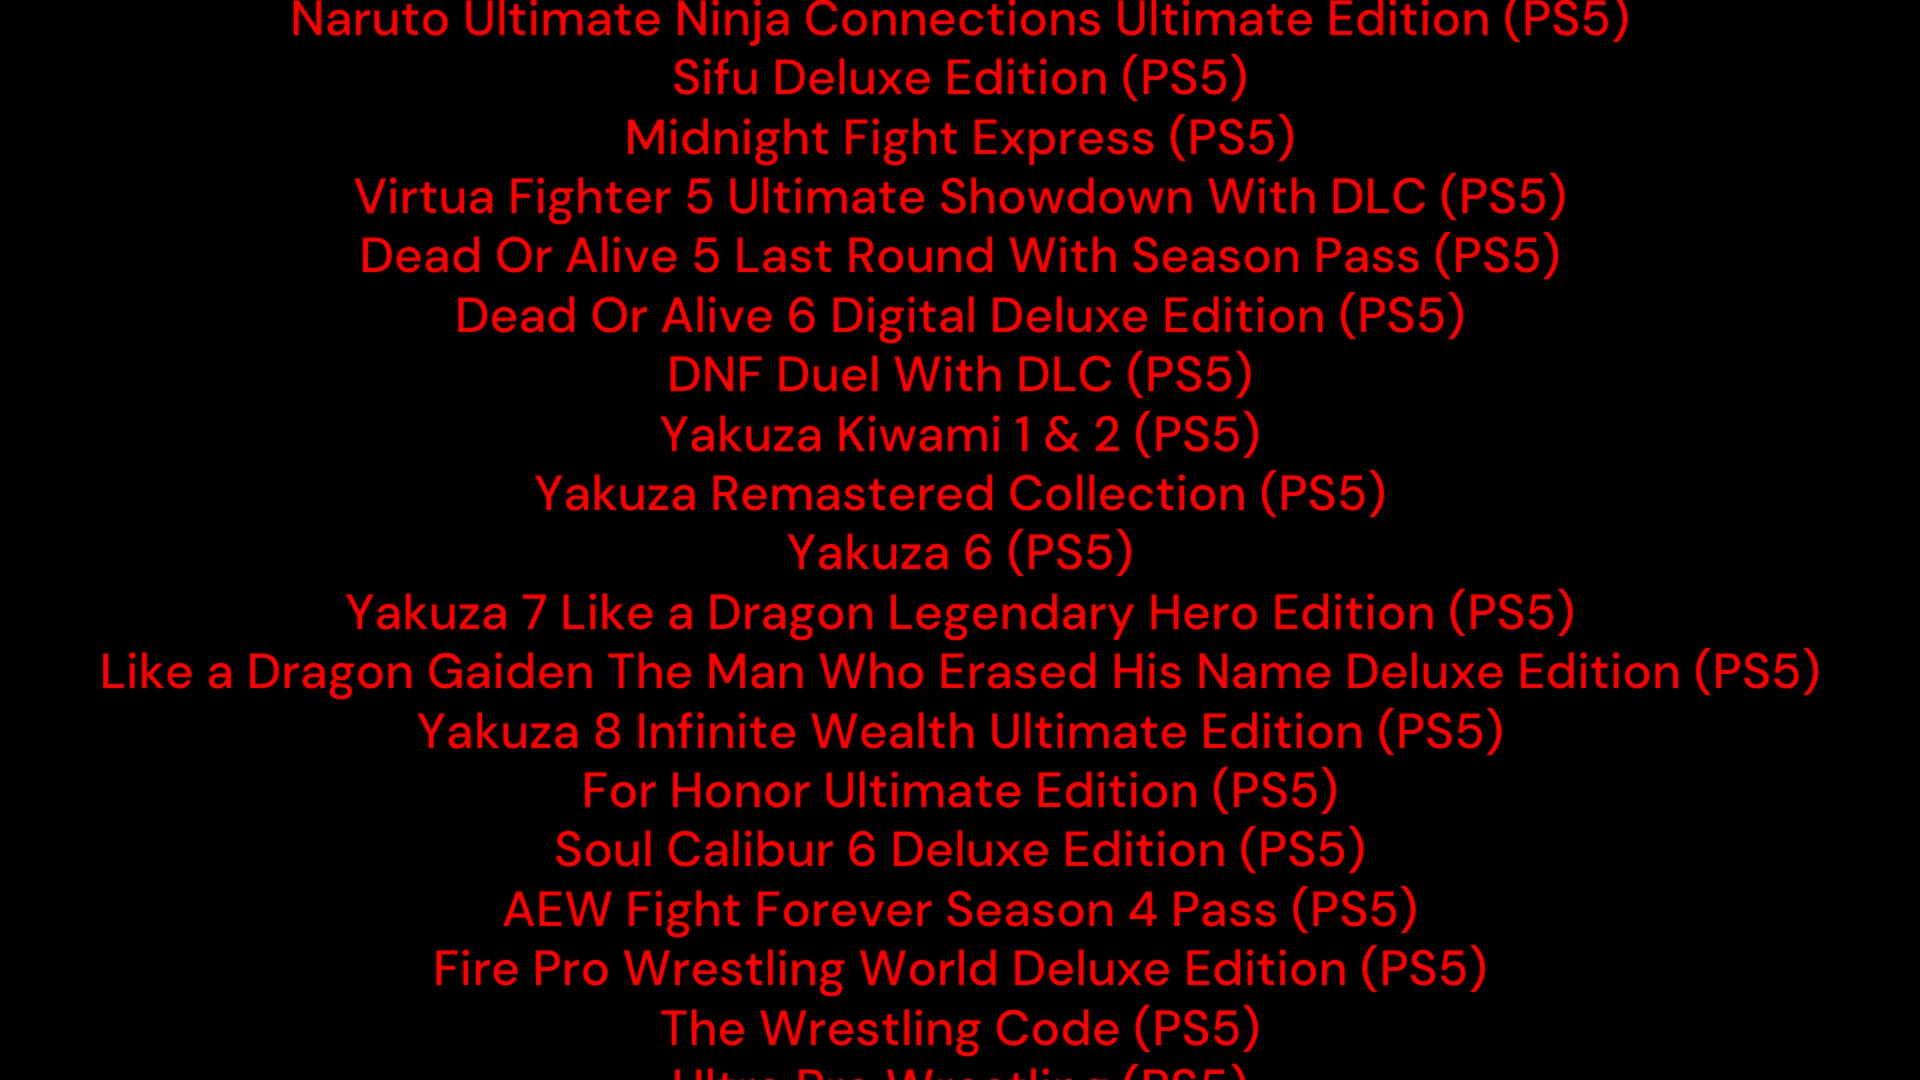 Naruto Ultimate Ninja Connections Ultimate Edition (PS5)
Sifu Deluxe Edition (PS5)
Midnight Fight Express (PS5)
Virtua Fighter 5 Ultimate Showdown With DLC (PS5)
Dead Or Alive 5 Last Round With Season Pass (PS5)
Dead Or Alive 6 Digital Deluxe Edition (PS5)
DNF Duel With DLC (PS5)
Yakuza Kiwami 1 & 2 (PS5)
Yakuza Remastered Collection (PS5)
Yakuza 6 (PS5)
Yakuza 7 Like a Dragon Legendary Hero Edition (PS5)
Like a Dragon Gaiden The Man Who Erased His Name Deluxe Edition (PS5)
Yakuza 8 Infinite Wealth Ultimate Edition (PS5)
For Honor Ultimate Edition (PS5)
Soul Calibur 6 Deluxe Edition (PS5)
AEW Fight Forever Season 4 Pass (PS5)
Fire Pro Wrestling World Deluxe Edition (PS5)
The Wrestling Code (PS5)
Ultra Pro Wrestling (PS5)